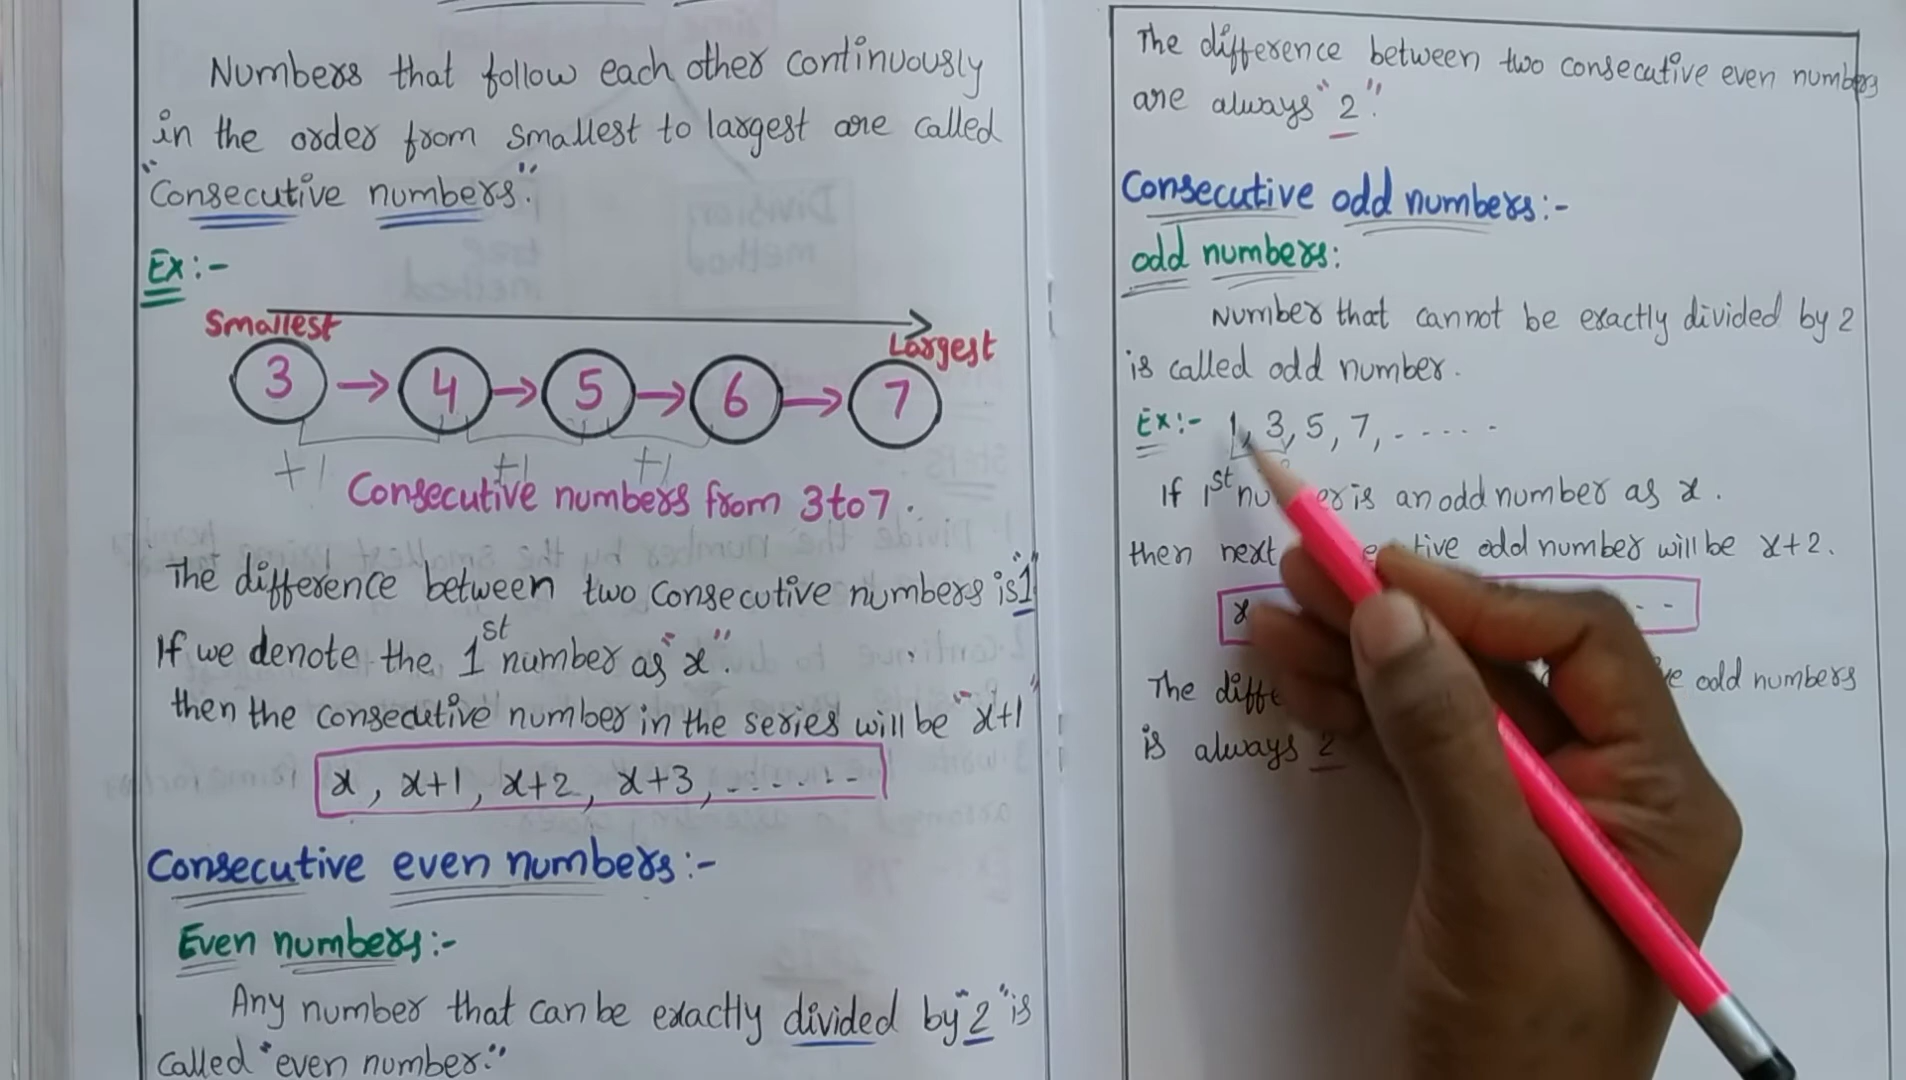 Numbers that follow each other continuously
in the order from smallest to largest are called
"Consecutive numbers".
Ex:-
Smallest
Largest
3 → 4 → 5 → 6 → 7
+1 +1 +1
Consecutive numbers from 3 to 7.
The difference between two consecutive numbers is "1"
If we denote the 1st number as "x".
then the consecutive number in the series will be "x+1"
x, x+1, x+2, x+3, ......
Consecutive even numbers:-
Even numbers:-
Any number that can be exactly divided by "2" is
called "even number."
The difference between two consecutive even numbers
are always "2".
Consecutive odd numbers:-
odd numbers:
Number that cannot be exactly divided by 2
is called odd number.
Ex:- 1, 3, 5, 7, .....
If 1st is an odd number as x.
then next odd number will be x+2.
x
The odd numbers
is always 2